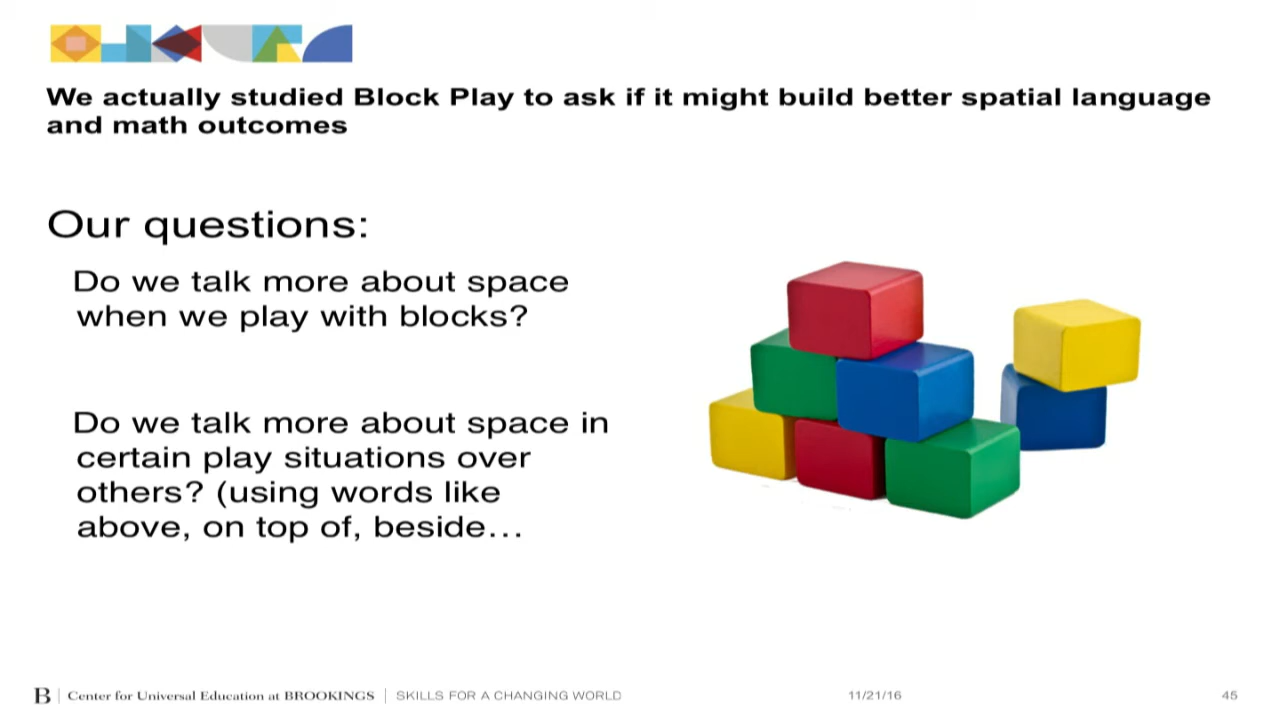 We actually studied Block Play to ask if it might build better spatial language
and math outcomes
Our questions:
Do we talk more about space
when we play with blocks?
Do we talk more about space in
certain play situations over
others? (using words like
above, on top of, beside…
B | Center for Universal Education at BROOKINGS | SKILLS FOR A CHANGING WORLD 11/21/16 45